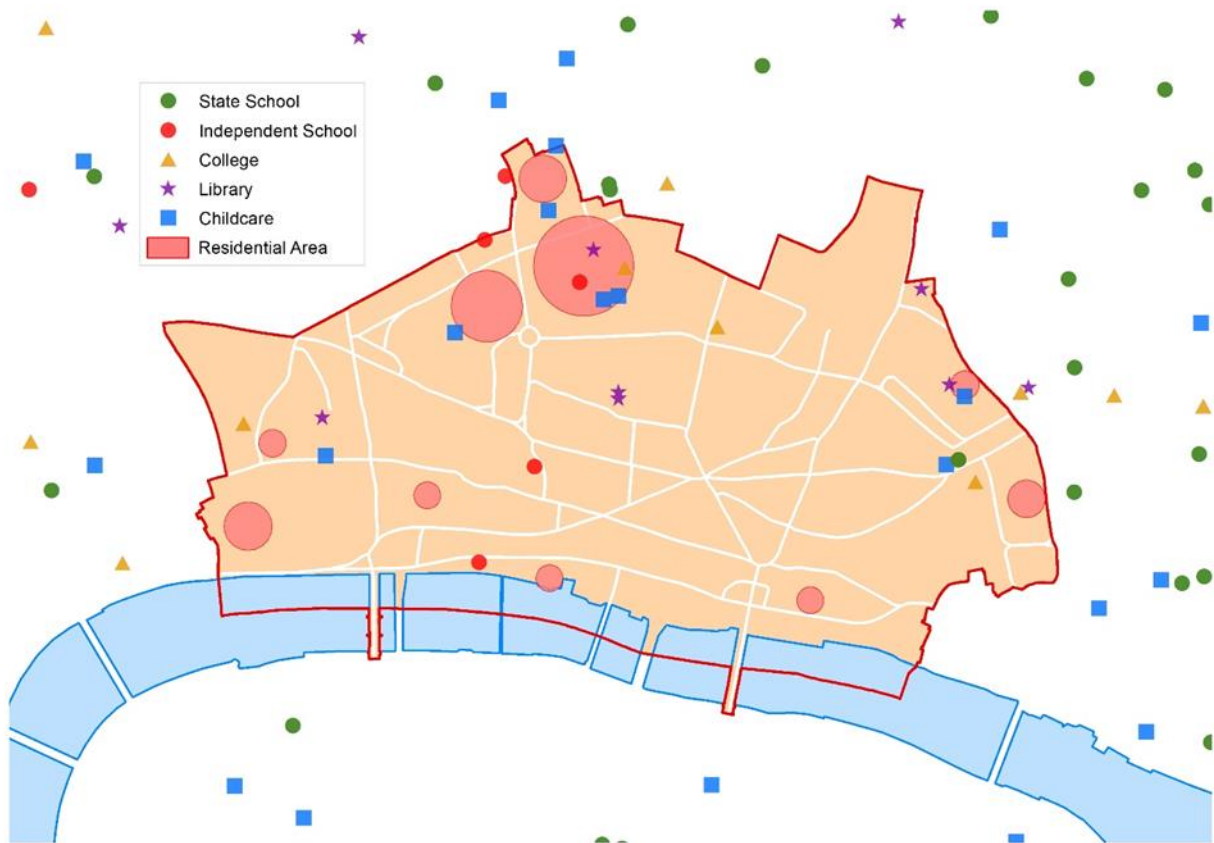 State School
Independent School
College
Library
Childcare
Residential Area